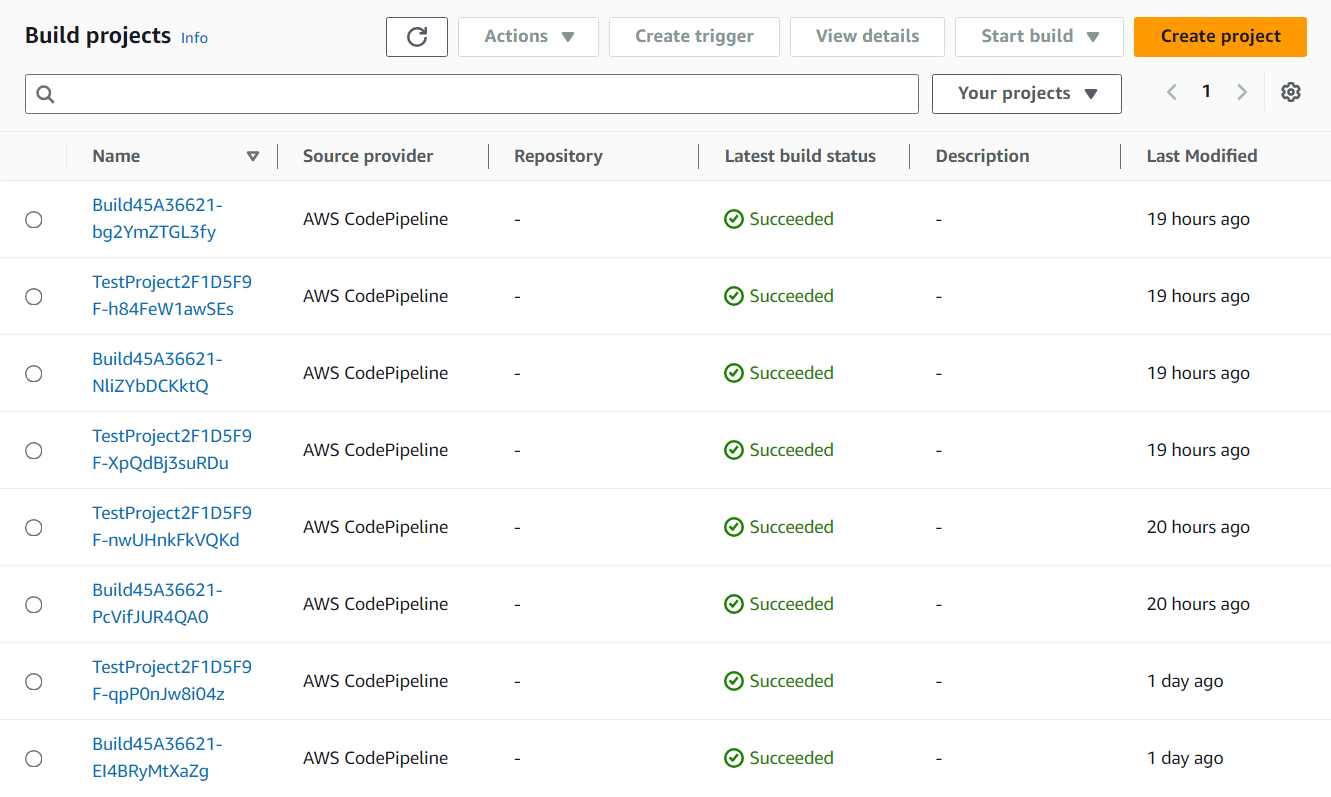 Build projects Info Actions Create trigger View details Start build Create project
Your projects 1
Name Source provider Repository Latest build status Description Last Modified
Build45A36621-
bg2YmZTGL3fy AWS CodePipeline - Succeeded - 19 hours ago
TestProject2F1D5F9
F-h84FeW1awSEs AWS CodePipeline - Succeeded - 19 hours ago
Build45A36621-
NliZYbDCKktQ AWS CodePipeline - Succeeded - 19 hours ago
TestProject2F1D5F9
F-XpQdBj3suRDu AWS CodePipeline - Succeeded - 19 hours ago
TestProject2F1D5F9
F-nwUHnkFkVQKd AWS CodePipeline - Succeeded - 20 hours ago
Build45A36621-
PcVifJUR4QA0 AWS CodePipeline - Succeeded - 20 hours ago
TestProject2F1D5F9
F-qpP0nJw8i04z AWS CodePipeline - Succeeded - 1 day ago
Build45A36621-
EI4BRyMtXaZg AWS CodePipeline - Succeeded - 1 day ago